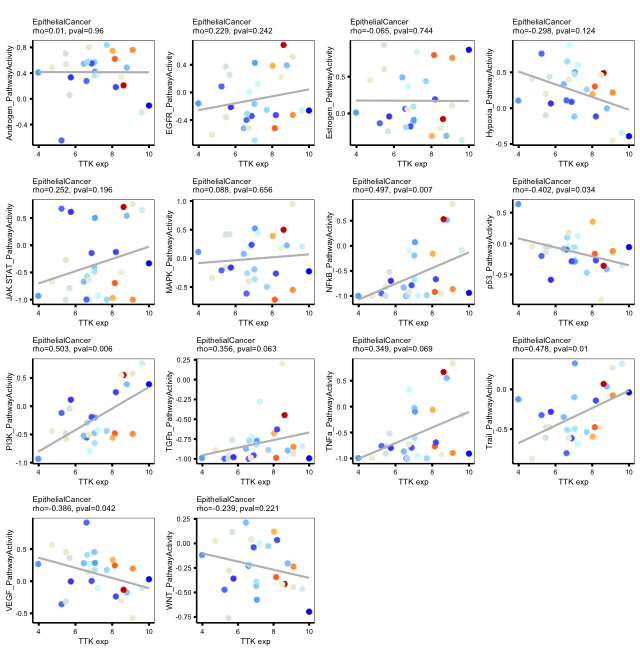 EpithelialCancer
rho=0.01, pval=0.96
Androgen_PathwayActivity
0.8
0.4
0.0
-0.4
4
6
8
10
TTK exp
EpithelialCancer
rho=0.229, pval=0.242
EGFR_PathwayActivity
0.4
0.0
-0.4
4
6
8
10
TTK exp
EpithelialCancer
rho=-0.065, pval=0.744
Estrogen_PathwayActivity
0.5
0.0
4
6
8
10
TTK exp
EpithelialCancer
rho=-0.298, pval=0.124
Hypoxia_PathwayActivity
0.5
0.0
-0.5
4
6
8
10
TTK exp
EpithelialCancer
rho=0.252, pval=0.196
JAK.STAT_PathwayActivity
0.5
0.0
-0.5
-1.0
4
6
8
10
TTK exp
EpithelialCancer
rho=0.088, pval=0.656
MAPK_PathwayActivity
1.0
0.5
0.0
-0.5
4
6
8
10
TTK exp
EpithelialCancer
rho=0.497, pval=0.007
NFkB_PathwayActivity
0.5
0.0
-0.5
-1.0
4
6
8
10
TTK exp
EpithelialCancer
rho=-0.402, pval=0.034
p53_PathwayActivity
0.5
0.0
-0.5
4
6
8
10
TTK exp
EpithelialCancer
rho=0.503, pval=0.006
PI3K_PathwayActivity
0.5
0.0
-0.5
-1.0
4
6
8
10
TTK exp
EpithelialCancer
rho=0.356, pval=0.063
TGFb_PathwayActivity
0.25
0.00
-0.25
-0.50
-0.75
-1.00
4
6
8
10
TTK exp
EpithelialCancer
rho=0.349, pval=0.069
TNFa_PathwayActivity
0.5
0.0
-0.5
-1.0
4
6
8
10
TTK exp
EpithelialCancer
rho=0.478, pval=0.01
Trail_PathwayActivity
0.0
-0.5
4
6
8
10
TTK exp
EpithelialCancer
rho=-0.386, pval=0.042
VEGF_PathwayActivity
0.5
0.0
-0.5
4
6
8
10
TTK exp
EpithelialCancer
rho=-0.239, pval=0.221
WNT_PathwayActivity
0.25
0.00
-0.25
-0.50
-0.75
4
6
8
10
TTK exp